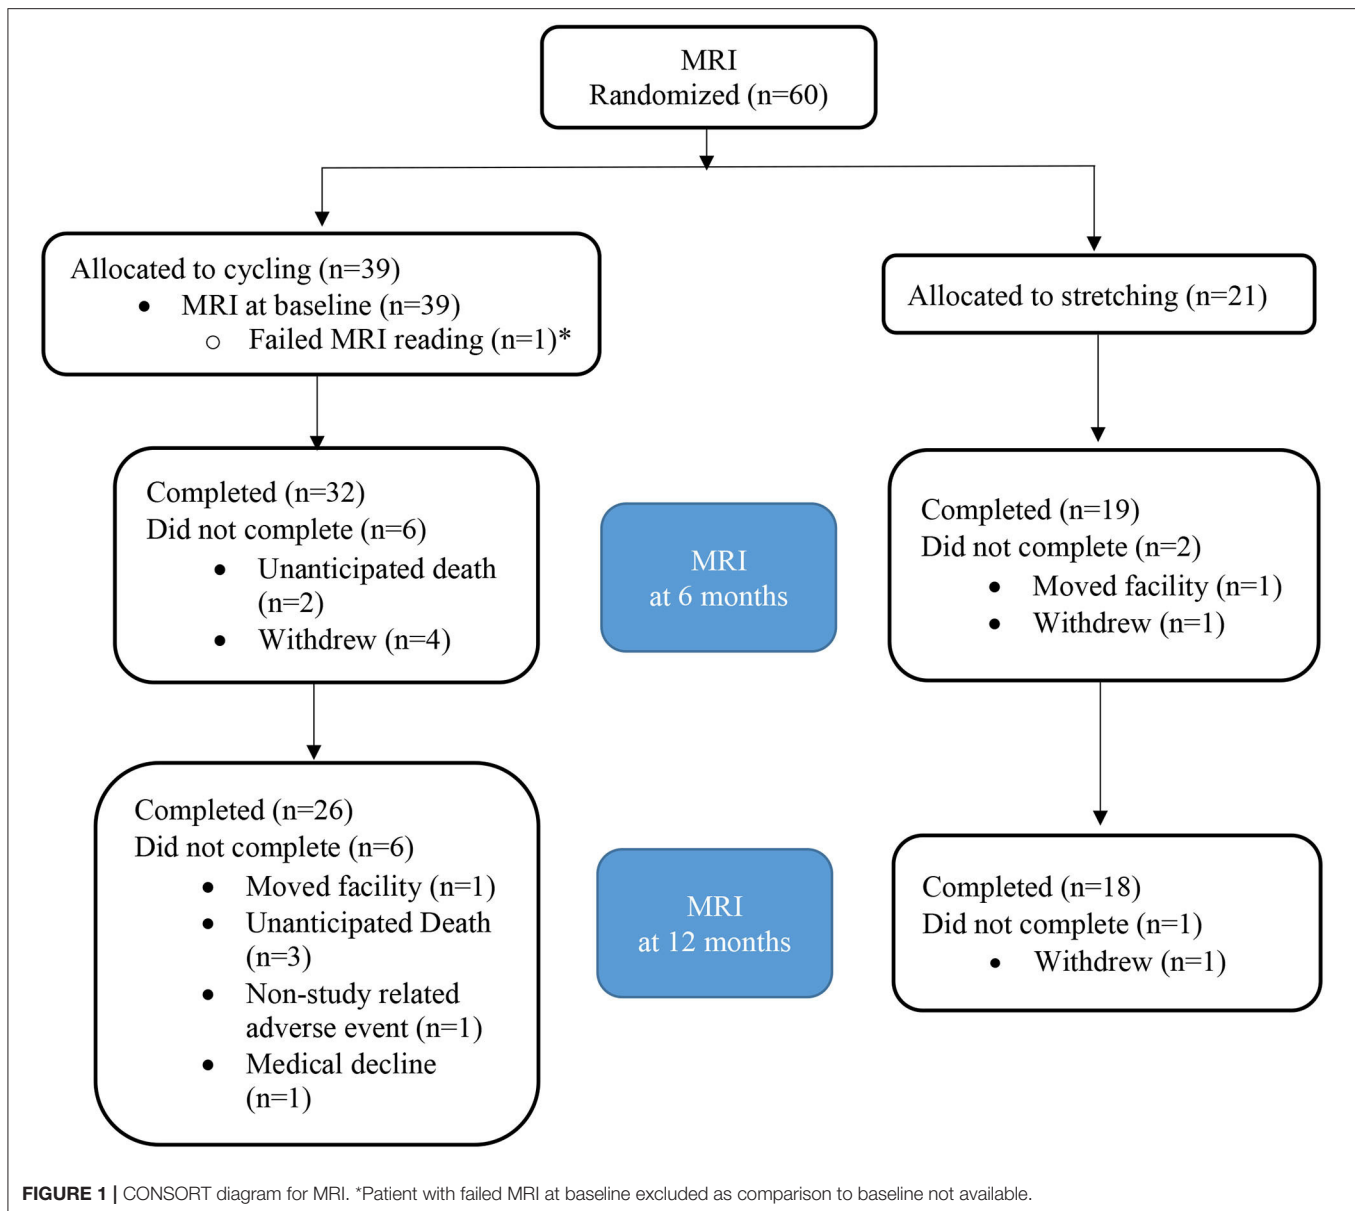 MRI
Randomized (n=60)
Allocated to cycling (n=39)
• MRI at baseline (n=39)
o Failed MRI reading (n=1)*
Allocated to stretching (n=21)
Completed (n=32)
Did not complete (n=6)
• Unanticipated death
(n=2)
• Withdrew (n=4)
MRI
at 6 months
Completed (n=19)
Did not complete (n=2)
• Moved facility (n=1)
• Withdrew (n=1)
Completed (n=26)
Did not complete (n=6)
• Moved facility (n=1)
• Unanticipated Death
(n=3)
• Non-study related
adverse event (n=1)
• Medical decline
(n=1)
MRI
at 12 months
Completed (n=18)
Did not complete (n=1)
• Withdrew (n=1)
FIGURE 1 | CONSORT diagram for MRI. *Patient with failed MRI at baseline excluded as comparison to baseline not available.